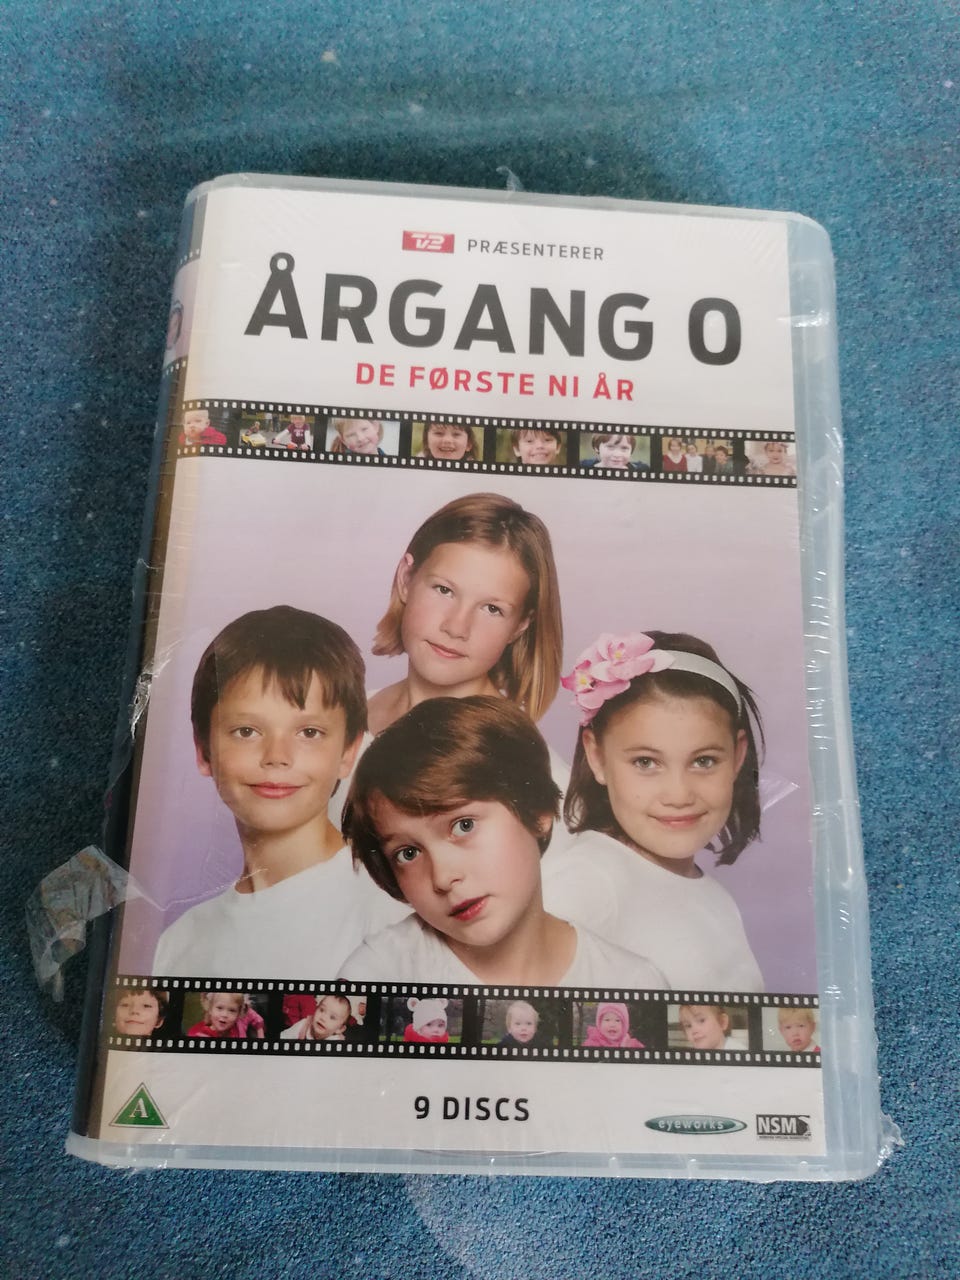 TV2 PRÆSENTERER
ÅRGANG 0
DE FØRSTE NI ÅR
9 DISCS
A
eyeworks
NSM